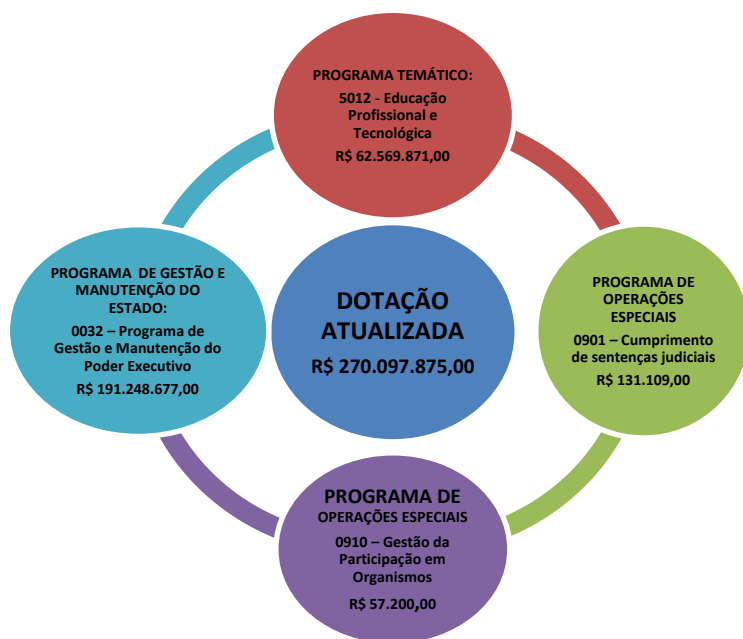 PROGRAMA TEMÁTICO:
5012 - Educação
Profissional e
Tecnológica
R$ 62.569.871,00
PROGRAMA DE GESTÃO E
MANUTENÇÃO DO
ESTADO:
0032 – Programa de
Gestão e Manutenção do
Poder Executivo
R$ 191.248.677,00
DOTAÇÃO
ATUALIZADA
R$ 270.097.875,00
PROGRAMA DE
OPERAÇÕES
ESPECIAIS
0901 – Cumprimento
de sentenças judiciais
R$ 131.109,00
PROGRAMA DE
OPERAÇÕES ESPECIAIS
0910 – Gestão da
Participação em
Organismos
R$ 57.200,00